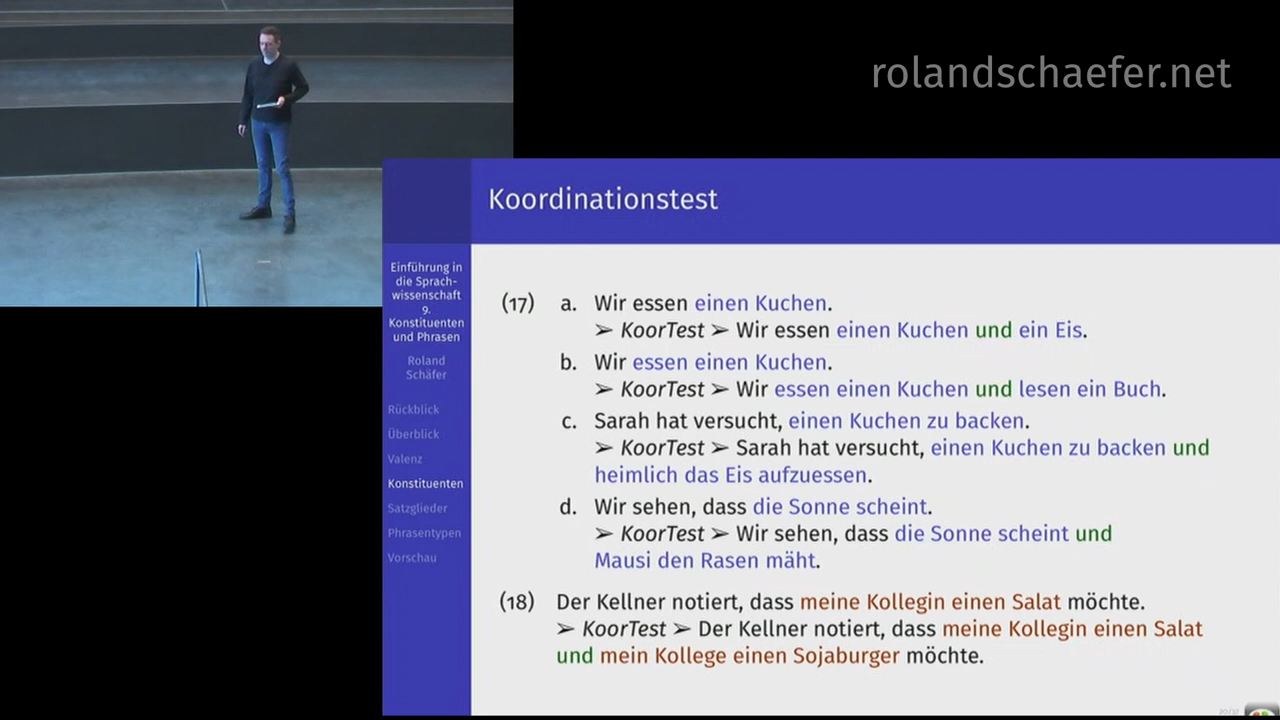 rolandschaefer.net
Koordinationstest
Einführung in
die Sprach-
wissenschaft
9.
Konstituenten
und Phrasen
Roland
Schäfer
Rückblick
Überblick
Valenz
Konstituenten
Satzglieder
Phrasentypen
Vorschau
(17) a. Wir essen einen Kuchen.
➢ KoorTest ➢ Wir essen einen Kuchen und ein Eis.
b. Wir essen einen Kuchen.
➢ KoorTest ➢ Wir essen einen Kuchen und lesen ein Buch.
c. Sarah hat versucht, einen Kuchen zu backen.
➢ KoorTest ➢ Sarah hat versucht, einen Kuchen zu backen und
heimlich das Eis aufzuessen.
d. Wir sehen, dass die Sonne scheint.
➢ KoorTest ➢ Wir sehen, dass die Sonne scheint und
Mausi den Rasen mäht.
(18) Der Kellner notiert, dass meine Kollegin einen Salat möchte.
➢ KoorTest ➢ Der Kellner notiert, dass meine Kollegin einen Salat
und mein Kollege einen Sojaburger möchte.